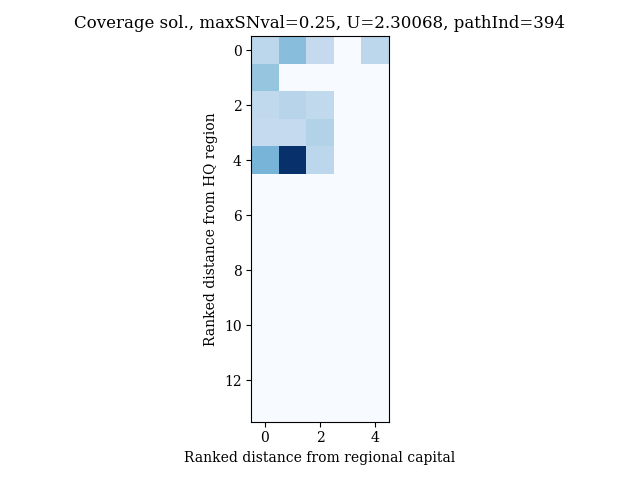 Coverage sol., maxSNval=0.25, U=2.30068, pathInd=394
Ranked distance from HQ region
0
2
4
6
8
10
12
0 2 4
Ranked distance from regional capital